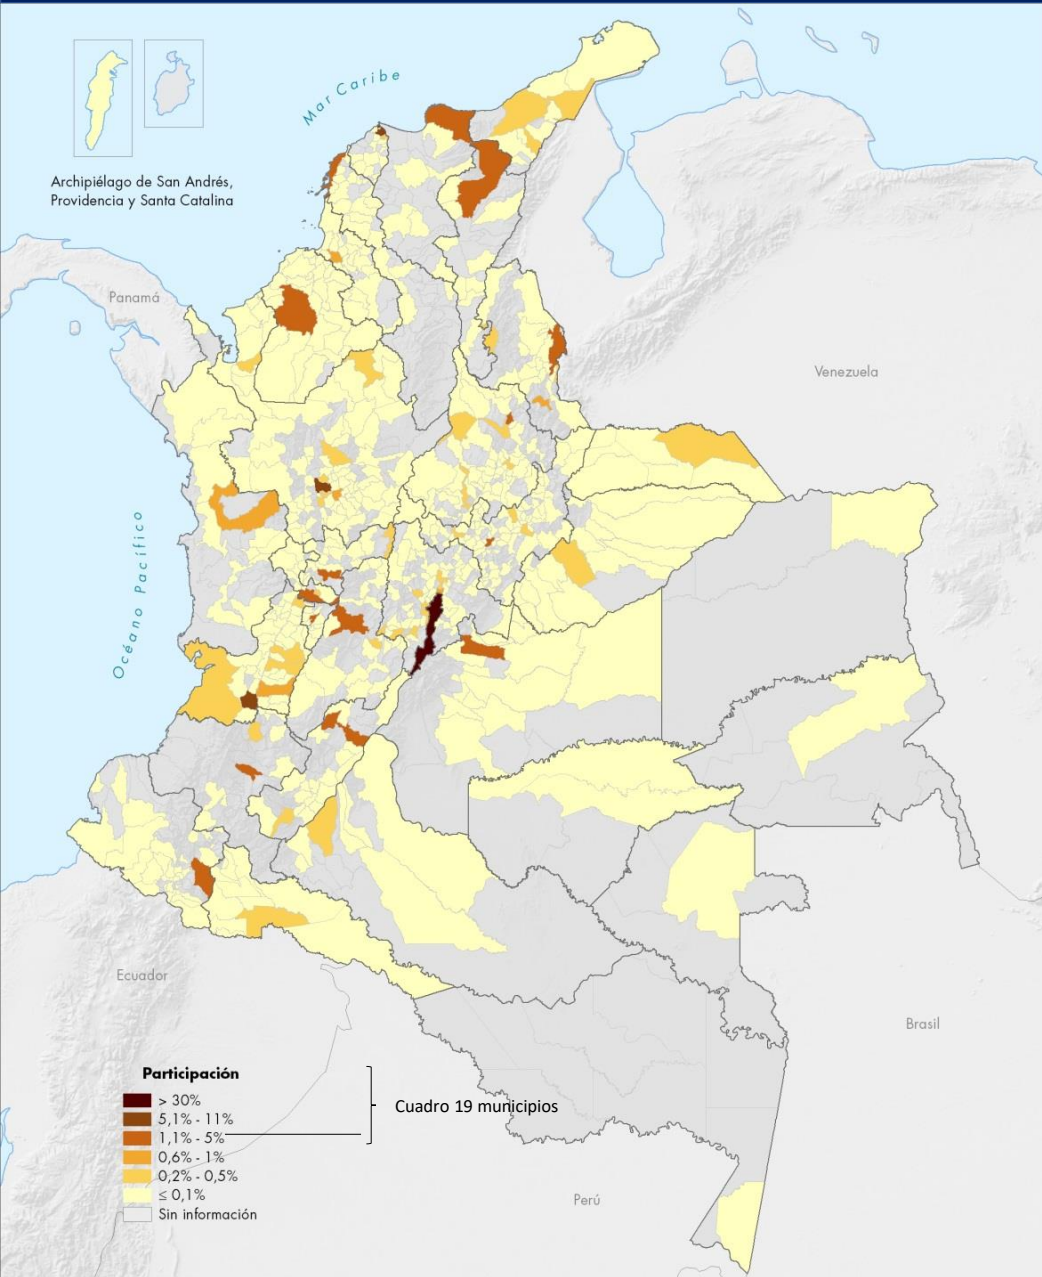 Mar Caribe
Archipiélago de San Andrés,
Providencia y Santa Catalina
Panamá
Venezuela
Océano Pacífico
Ecuador
Brasil
Perú
Participación
> 30%
5,1% - 11%
1,1% - 5%
0,6% - 1%
0,2% - 0,5%
≤ 0,1%
Sin información
Cuadro 19 municipios